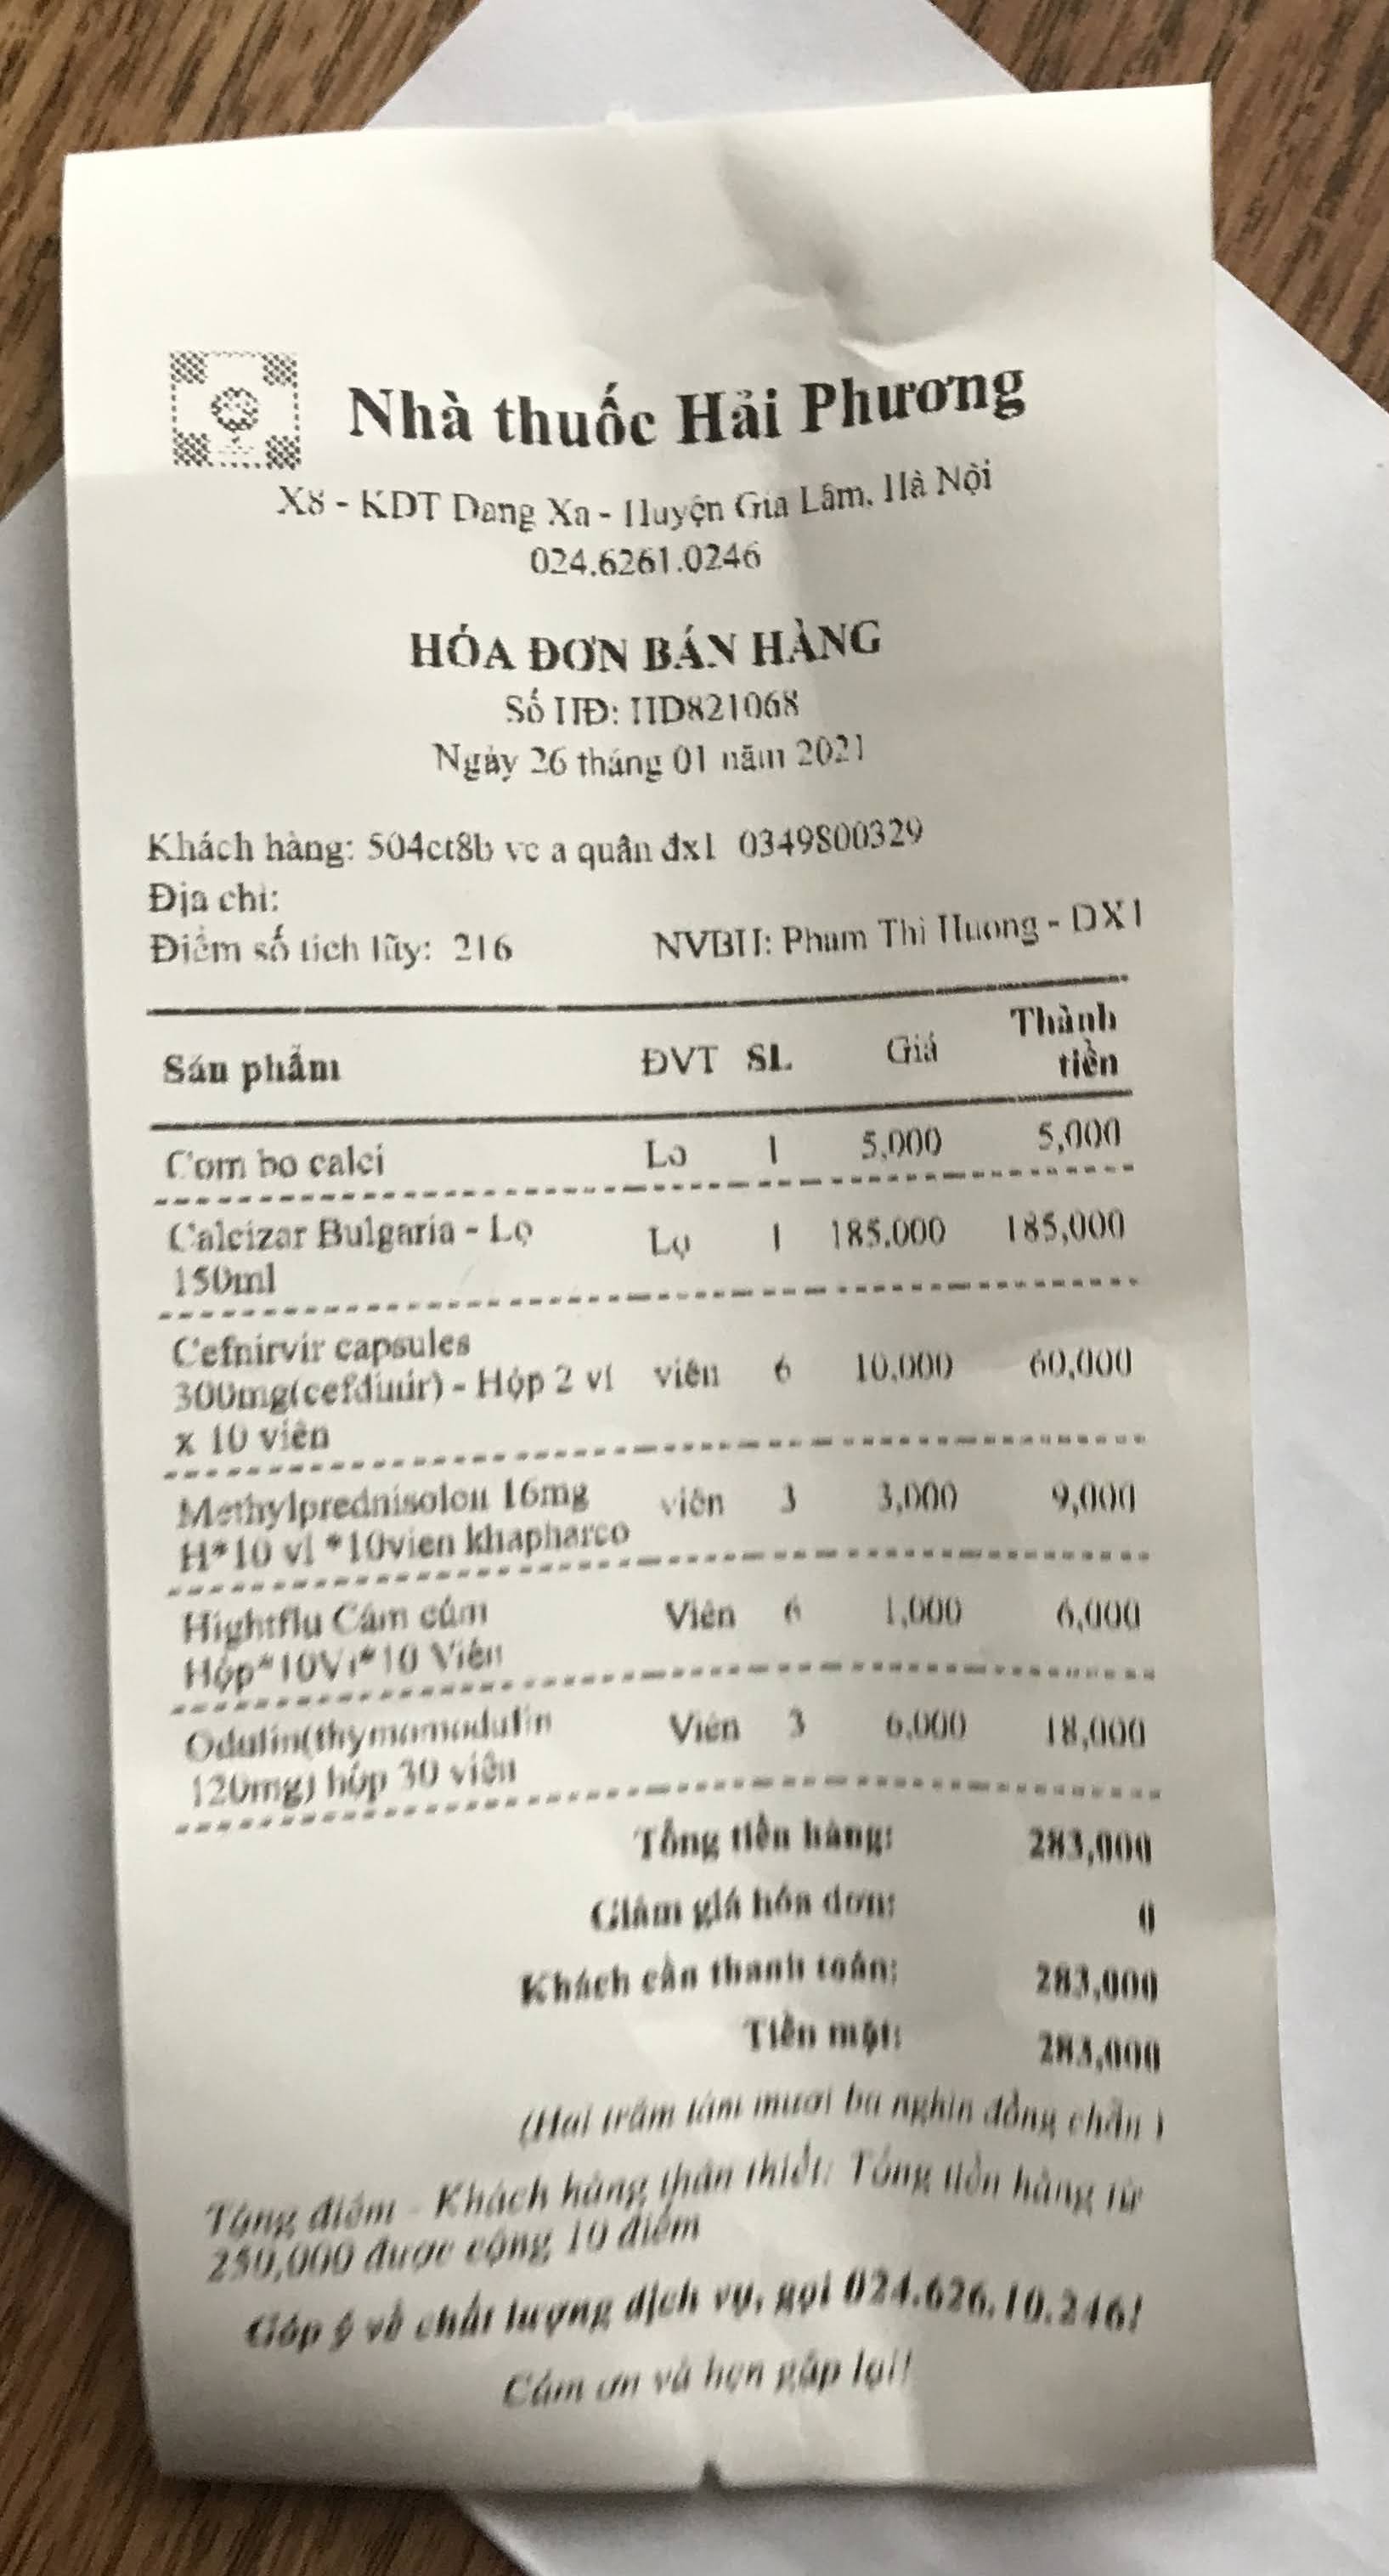 Nhà thuốc Hải Phương
X8 - KDT Dang Xa - Huyện Gia Lâm, Hà Nội
024.6261.0246
HÓA ĐƠN BÁN HÀNG
Số HĐ: HD821068
Ngày 26 tháng 01 năm 2021
Khách hàng: 504ct8b vc a quân đx1 0349800329
Địa chỉ:
Điểm số tích lũy: 216 NVBH: Pham Thi Huong - DX1
Sản phẩm ĐVT SL Giá Thành tiền
Com bo calci Lo 1 5,000 5,000
Calcizar Bulgaria - Lọ Lọ 1 185,000 185,000
150ml
Cefnirvir capsules
300mg(cefdinir) - Hộp 2 vỉ viên 6 10,000 60,000
x 10 viên
Methylprednisolon 16mg viên 3 3,000 9,000
H*10 vỉ *10vien khapharco
Hightflu Cảm cúm Viên 6 1,000 6,000
Hộp*10Vỉ*10 Viên
Odulin(thymomodulin Viên 3 6,000 18,000
120mg) hộp 30 viên
Tổng tiền hàng: 283,000
Giảm giá hóa đơn: 0
Khách cần thanh toán: 283,000
Tiền mặt: 283,000
(Hai trăm tám mươi ba nghìn đồng chẵn )
Tặng điểm - Khách hàng thân thiết: Tổng tiền hàng từ
250,000 được cộng 10 điểm
Góp ý về chất lượng dịch vụ, gọi 024.626.10.246!
Cảm ơn và hẹn gặp lại!